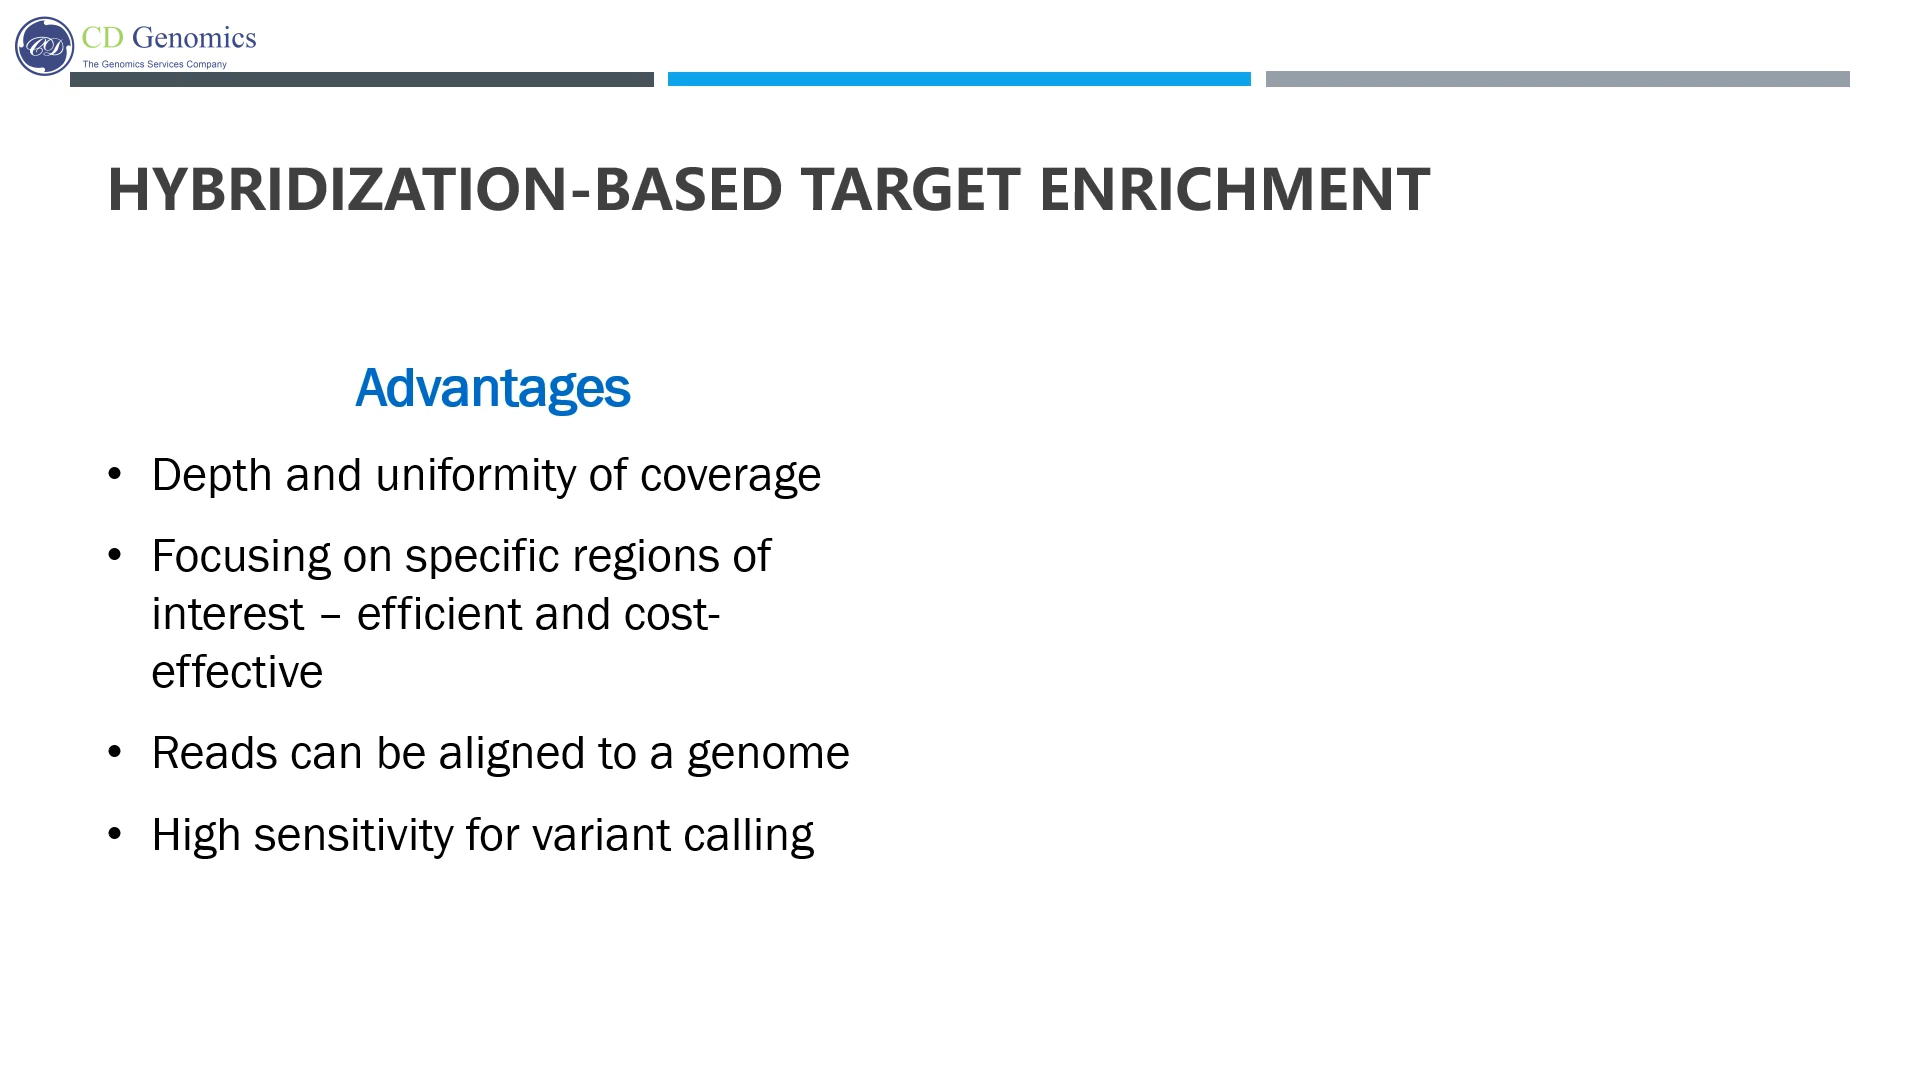 CD Genomics
The Genomics Services Company
HYBRIDIZATION-BASED TARGET ENRICHMENT
Advantages
• Depth and uniformity of coverage
• Focusing on specific regions of
interest – efficient and cost-
effective
• Reads can be aligned to a genome
• High sensitivity for variant calling